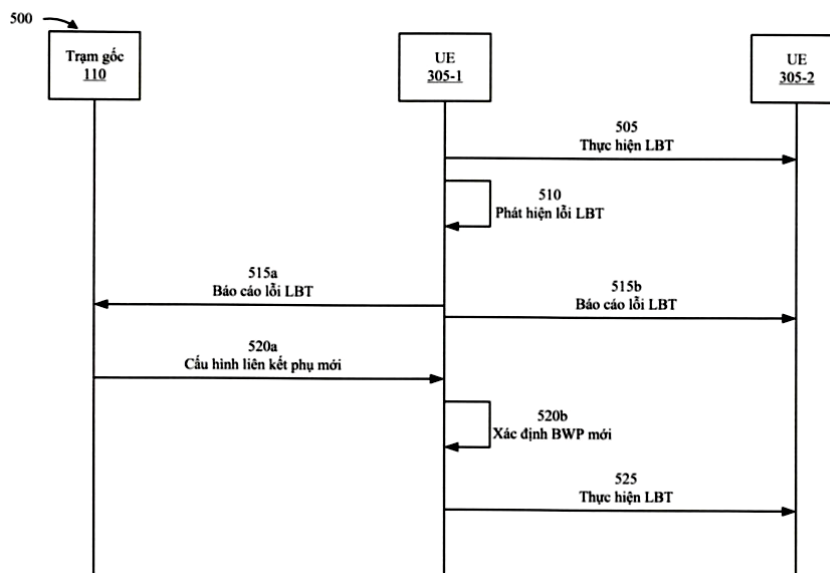 500
Trạm gốc
110
UE
305-1
UE
305-2
505
Thực hiện LBT
510
Phát hiện lỗi LBT
515a
Báo cáo lỗi LBT
515b
Báo cáo lỗi LBT
520a
Cấu hình liên kết phụ mới
520b
Xác định BWP mới
525
Thực hiện LBT